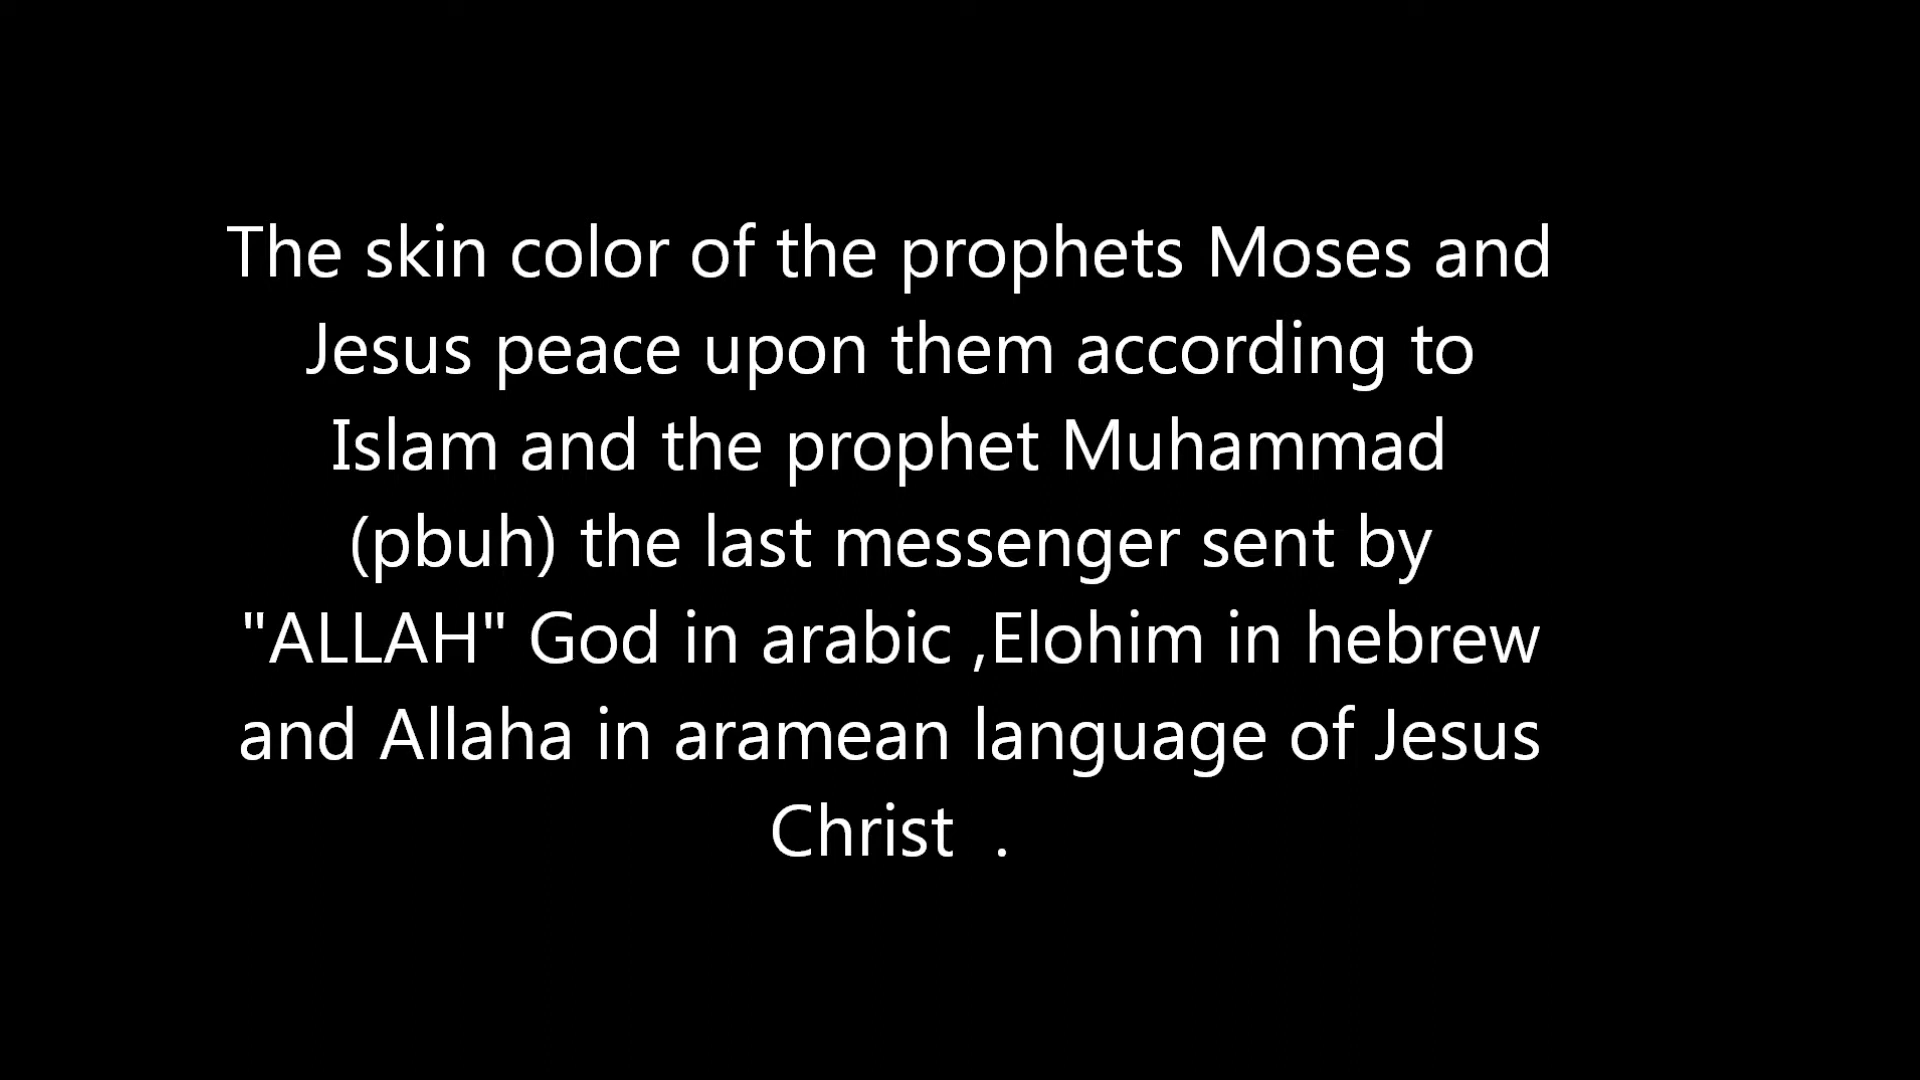 The skin color of the prophets Moses and
Jesus peace upon them according to
Islam and the prophet Muhammad
(pbuh) the last messenger sent by
"ALLAH" God in arabic ,Elohim in hebrew
and Allaha in aramean language of Jesus
Christ  .